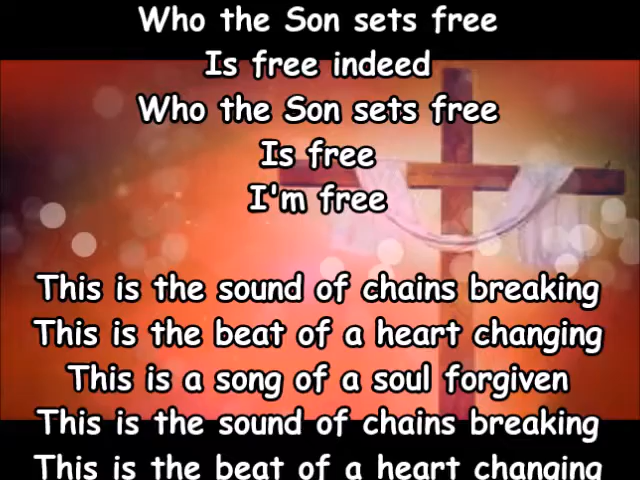 Who the Son sets free
Is free indeed
Who the Son sets free
Is free
I'm free
This is the sound of chains breaking
This is the beat of a heart changing
This is a song of a soul forgiven
This is the sound of chains breaking
This is the beat of a heart changing